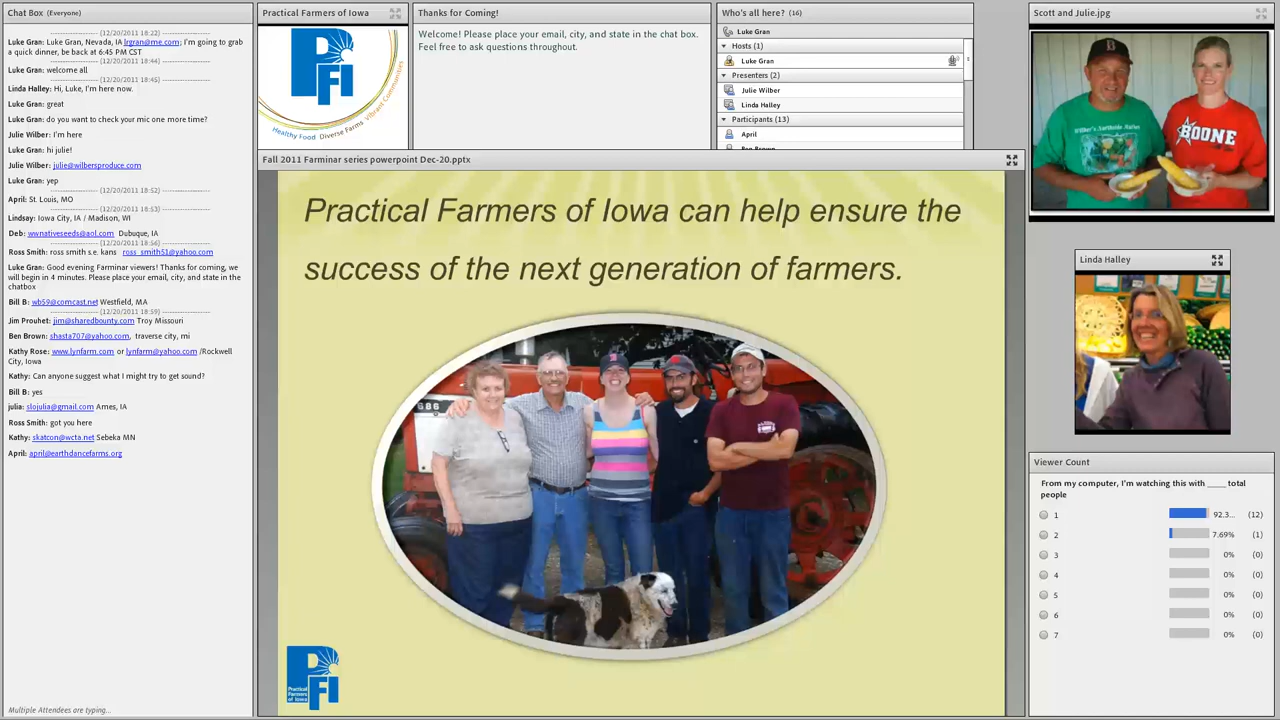 Chat Box (Everyone)
------------------ (12/20/2011 18:22) ------------------
Luke Gran: Luke Gran, Nevada, IA lrgran@me.com; I'm going to grab
a quick dinner, be back at 6:45 PM CST
------------------ (12/20/2011 18:44) ------------------
Luke Gran: welcome all
------------------ (12/20/2011 18:45) ------------------
Linda Halley: Hi, Luke, I'm here now.
Luke Gran: great
Luke Gran: do you want to check your mic one more time?
Julie Wilber: I'm here
Luke Gran: hi julie!
Julie Wilber: julie@wilbersproduce.com
Luke Gran: yep
------------------ (12/20/2011 18:52) ------------------
April: St. Louis, MO
------------------ (12/20/2011 18:53) ------------------
Lindsay: Iowa City, IA / Madison, WI
Deb: wwnativeseeds@aol.com Dubuque, IA
------------------ (12/20/2011 18:56) ------------------
Ross Smith: ross smith s.e. kans ross_smith51@yahoo.com
Luke Gran: Good evening Farminar viewers! Thanks for coming, we
will begin in 4 minutes. Please place your email, city, and state in the
chatbox
Bill B: wb59@comcast.net Westfield, MA
------------------ (12/20/2011 18:59) ------------------
Jim Prouhet: jim@sharedbounty.com Troy Missouri
Ben Brown: shasta707@yahoo.com, traverse city, mi
Kathy Rose: www.lynfarm.com or lynfarm@yahoo.com /Rockwell
City, Iowa
Kathy: Can anyone suggest what I might try to get sound?
Bill B: yes
julia: slojulia@gmail.com Ames, IA
Ross Smith: got you here
Kathy: skatcon@wcta.net Sebeka MN
April: april@earthdancefarms.org
Multiple Attendees are typing...
Practical Farmers of Iowa
PFI
Healthy Food Diverse Farms Vibrant Communities
Thanks for Coming!
Welcome! Please place your email, city, and state in the chat box.
Feel free to ask questions throughout.
Who's all here? (16)
Luke Gran
Hosts (1)
Luke Gran
Presenters (2)
Julie Wilber
Linda Halley
Participants (13)
April
Ben Brown
Fall 2011 Farminar series powerpoint Dec-20.pptx
Practical Farmers of Iowa can help ensure the
success of the next generation of farmers.
686
PFI
Practical
Farmers
of Iowa
Scott and Julie.jpg
BOONE
Linda Halley
Viewer Count
From my computer, I'm watching this with ____ total
people
1 92.3... (12)
2 7.69% (1)
3 0% (0)
4 0% (0)
5 0% (0)
6 0% (0)
7 0% (0)